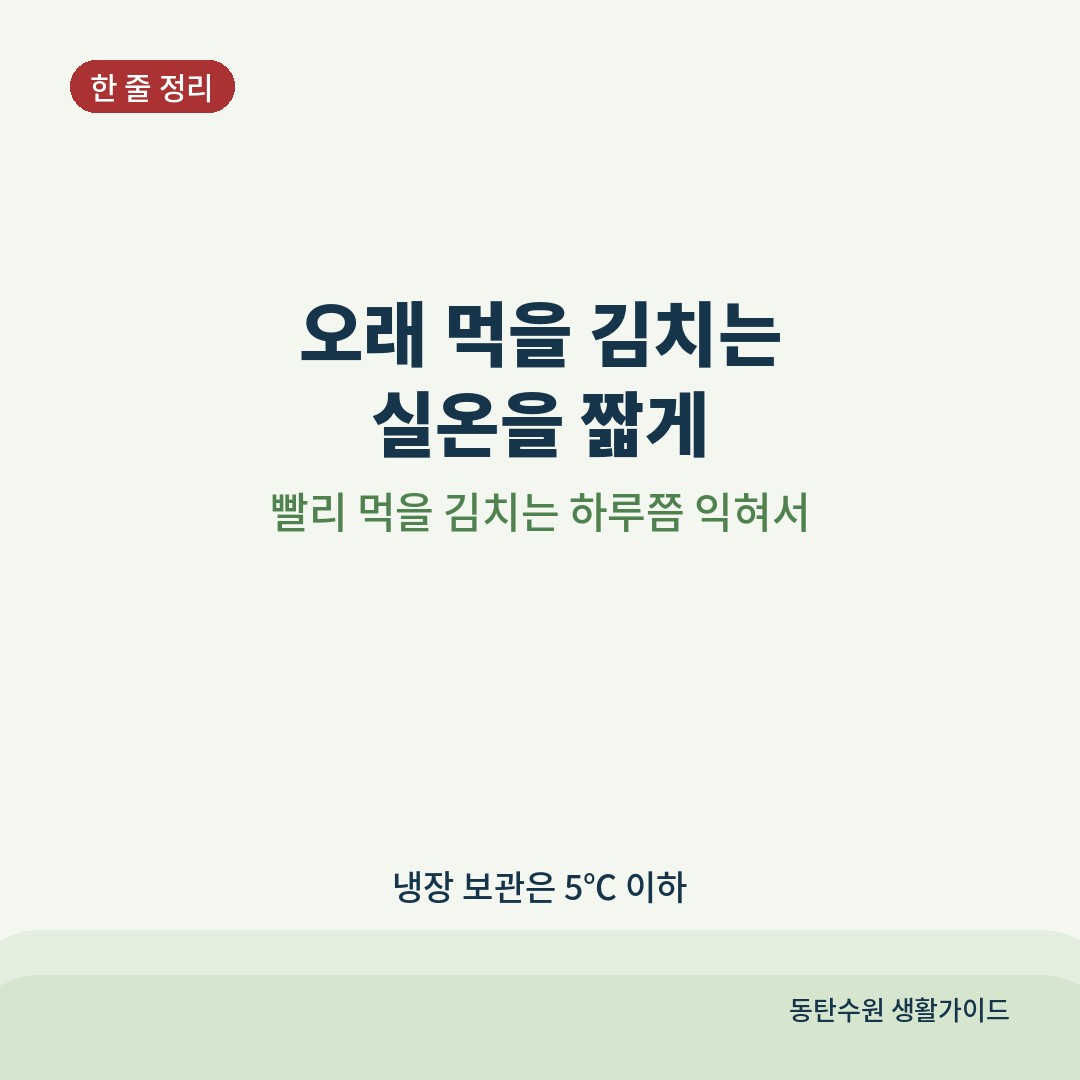 한 줄 정리
오래 먹을 김치는
실온을 짧게
빨리 먹을 김치는 하루쯤 익혀서
냉장 보관은 5℃ 이하
동탄수원 생활가이드